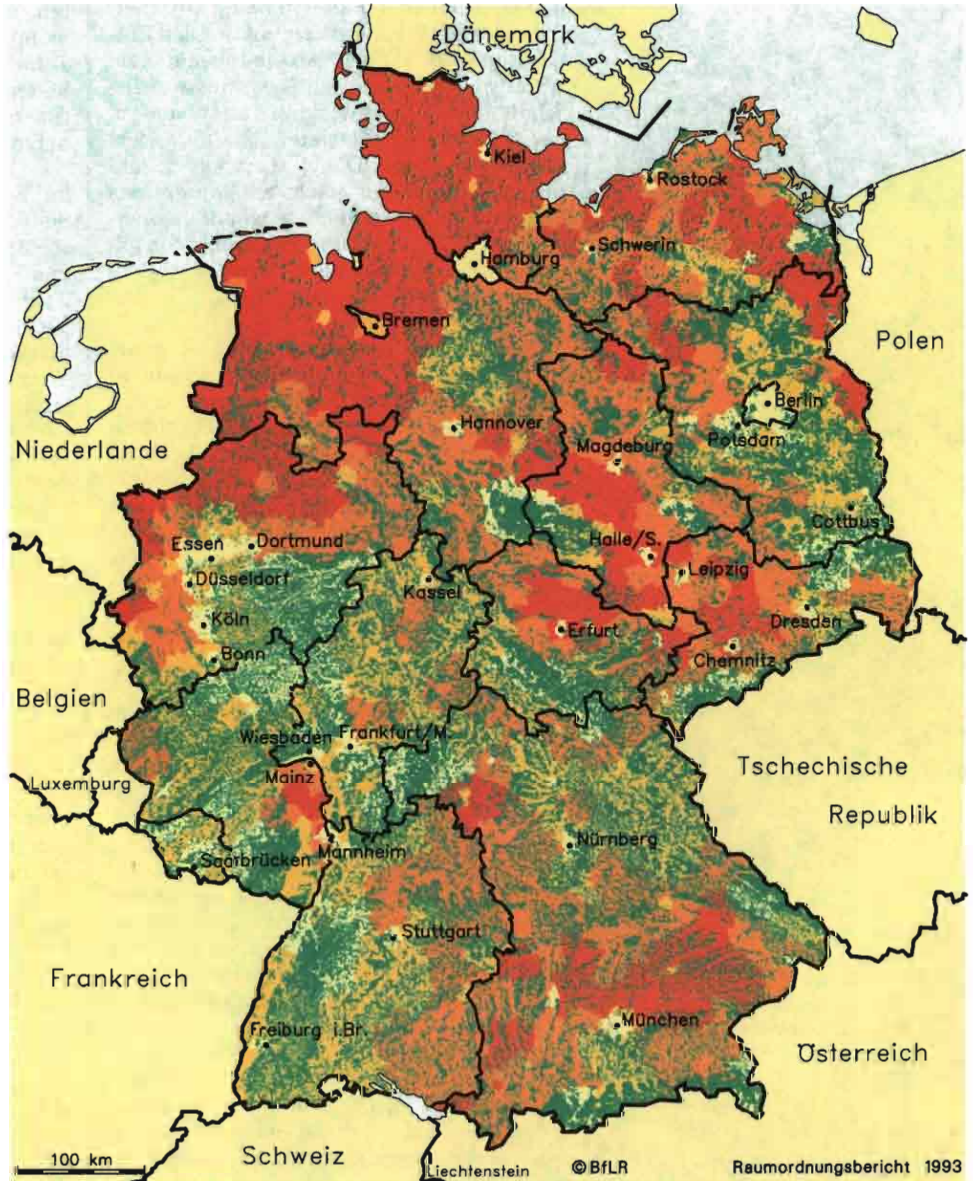 Dänemark
Kiel
Rostock
Hamburg
Schwerin
Bremen
Polen
Berlin
Hannover
Potsdam
Niederlande
Magdeburg
Cottbus
Essen
Dortmund
Halle/S.
Leipzig
Düsseldorf
Kassel
Köln
Erfurt
Dresden
Bonn
Chemnitz
Belgien
Wiesbaden
Frankfurt/M.
Luxemburg
Mainz
Tschechische
Republik
Nürnberg
Mannheim
Saarbrücken
Stuttgart
Frankreich
München
Freiburg i.Br.
Österreich
100 km
Schweiz
Liechtenstein
©BfLR
Raumordnungsbericht 1993